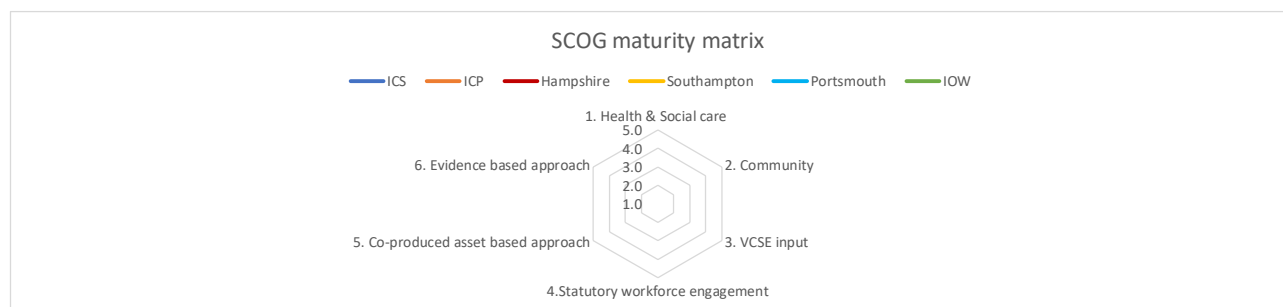 SCOG maturity matrix
ICS ICP Hampshire Southampton Portsmouth IOW
1. Health & Social care
5.0
4.0
6. Evidence based approach 3.0 2. Community
2.0
1.0
5. Co-produced asset based approach 3. VCSE input
4.Statutory workforce engagement